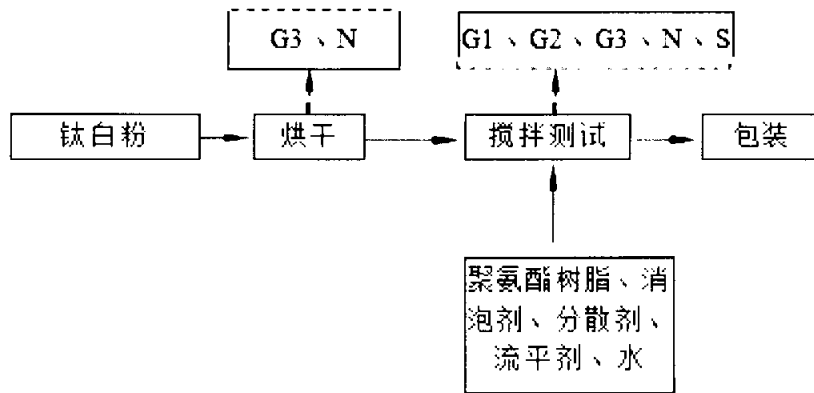 G3、N
G1、G2、G3、N、S
钛白粉
烘干
搅拌测试
包装
聚氨酯树脂、消
泡剂、分散剂、
流平剂、水